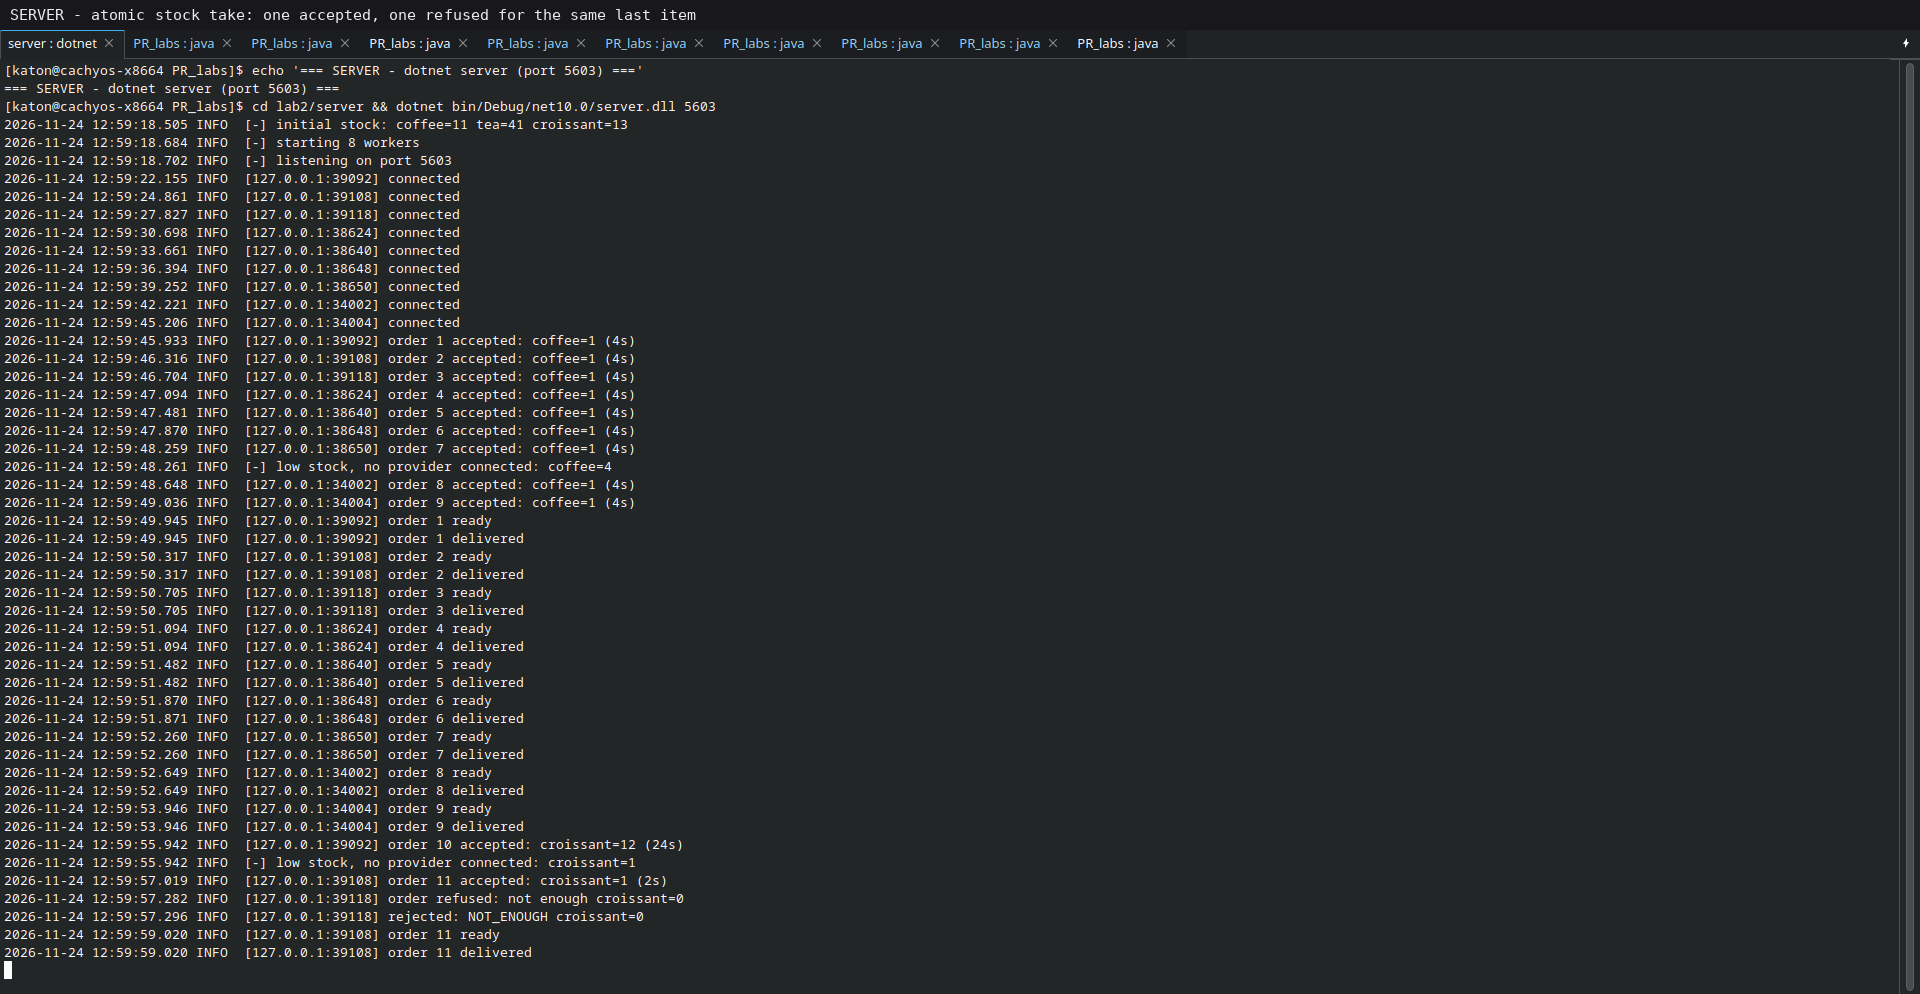 SERVER - atomic stock take: one accepted, one refused for the same last item
server : dotnet PR_labs : java PR_labs : java PR_labs : java PR_labs : java PR_labs : java PR_labs : java PR_labs : java PR_labs : java PR_labs : java
[katon@cachyos-x8664 PR_labs]$ echo '=== SERVER - dotnet server (port 5603) ==='
=== SERVER - dotnet server (port 5603) ===
[katon@cachyos-x8664 PR_labs]$ cd lab2/server && dotnet bin/Debug/net10.0/server.dll 5603
2026-11-24 12:59:18.505 INFO  [-] initial stock: coffee=11 tea=41 croissant=13
2026-11-24 12:59:18.684 INFO  [-] starting 8 workers
2026-11-24 12:59:18.702 INFO  [-] listening on port 5603
2026-11-24 12:59:22.155 INFO  [127.0.0.1:39092] connected
2026-11-24 12:59:24.861 INFO  [127.0.0.1:39108] connected
2026-11-24 12:59:27.827 INFO  [127.0.0.1:39118] connected
2026-11-24 12:59:30.698 INFO  [127.0.0.1:38624] connected
2026-11-24 12:59:33.661 INFO  [127.0.0.1:38640] connected
2026-11-24 12:59:36.394 INFO  [127.0.0.1:38648] connected
2026-11-24 12:59:39.252 INFO  [127.0.0.1:38650] connected
2026-11-24 12:59:42.221 INFO  [127.0.0.1:34002] connected
2026-11-24 12:59:45.206 INFO  [127.0.0.1:34004] connected
2026-11-24 12:59:45.933 INFO  [127.0.0.1:39092] order 1 accepted: coffee=1 (4s)
2026-11-24 12:59:46.316 INFO  [127.0.0.1:39108] order 2 accepted: coffee=1 (4s)
2026-11-24 12:59:46.704 INFO  [127.0.0.1:39118] order 3 accepted: coffee=1 (4s)
2026-11-24 12:59:47.094 INFO  [127.0.0.1:38624] order 4 accepted: coffee=1 (4s)
2026-11-24 12:59:47.481 INFO  [127.0.0.1:38640] order 5 accepted: coffee=1 (4s)
2026-11-24 12:59:47.870 INFO  [127.0.0.1:38648] order 6 accepted: coffee=1 (4s)
2026-11-24 12:59:48.259 INFO  [127.0.0.1:38650] order 7 accepted: coffee=1 (4s)
2026-11-24 12:59:48.261 INFO  [-] low stock, no provider connected: coffee=4
2026-11-24 12:59:48.648 INFO  [127.0.0.1:34002] order 8 accepted: coffee=1 (4s)
2026-11-24 12:59:49.036 INFO  [127.0.0.1:34004] order 9 accepted: coffee=1 (4s)
2026-11-24 12:59:49.945 INFO  [127.0.0.1:39092] order 1 ready
2026-11-24 12:59:49.945 INFO  [127.0.0.1:39092] order 1 delivered
2026-11-24 12:59:50.317 INFO  [127.0.0.1:39108] order 2 ready
2026-11-24 12:59:50.317 INFO  [127.0.0.1:39108] order 2 delivered
2026-11-24 12:59:50.705 INFO  [127.0.0.1:39118] order 3 ready
2026-11-24 12:59:50.705 INFO  [127.0.0.1:39118] order 3 delivered
2026-11-24 12:59:51.094 INFO  [127.0.0.1:38624] order 4 ready
2026-11-24 12:59:51.094 INFO  [127.0.0.1:38624] order 4 delivered
2026-11-24 12:59:51.482 INFO  [127.0.0.1:38640] order 5 ready
2026-11-24 12:59:51.482 INFO  [127.0.0.1:38640] order 5 delivered
2026-11-24 12:59:51.870 INFO  [127.0.0.1:38648] order 6 ready
2026-11-24 12:59:51.871 INFO  [127.0.0.1:38648] order 6 delivered
2026-11-24 12:59:52.260 INFO  [127.0.0.1:38650] order 7 ready
2026-11-24 12:59:52.260 INFO  [127.0.0.1:38650] order 7 delivered
2026-11-24 12:59:52.649 INFO  [127.0.0.1:34002] order 8 ready
2026-11-24 12:59:52.649 INFO  [127.0.0.1:34002] order 8 delivered
2026-11-24 12:59:53.946 INFO  [127.0.0.1:34004] order 9 ready
2026-11-24 12:59:53.946 INFO  [127.0.0.1:34004] order 9 delivered
2026-11-24 12:59:55.942 INFO  [127.0.0.1:39092] order 10 accepted: croissant=12 (24s)
2026-11-24 12:59:55.942 INFO  [-] low stock, no provider connected: croissant=1
2026-11-24 12:59:57.019 INFO  [127.0.0.1:39108] order 11 accepted: croissant=1 (2s)
2026-11-24 12:59:57.282 INFO  [127.0.0.1:39118] order refused: not enough croissant=0
2026-11-24 12:59:57.296 INFO  [127.0.0.1:39118] rejected: NOT_ENOUGH croissant=0
2026-11-24 12:59:59.020 INFO  [127.0.0.1:39108] order 11 ready
2026-11-24 12:59:59.020 INFO  [127.0.0.1:39108] order 11 delivered